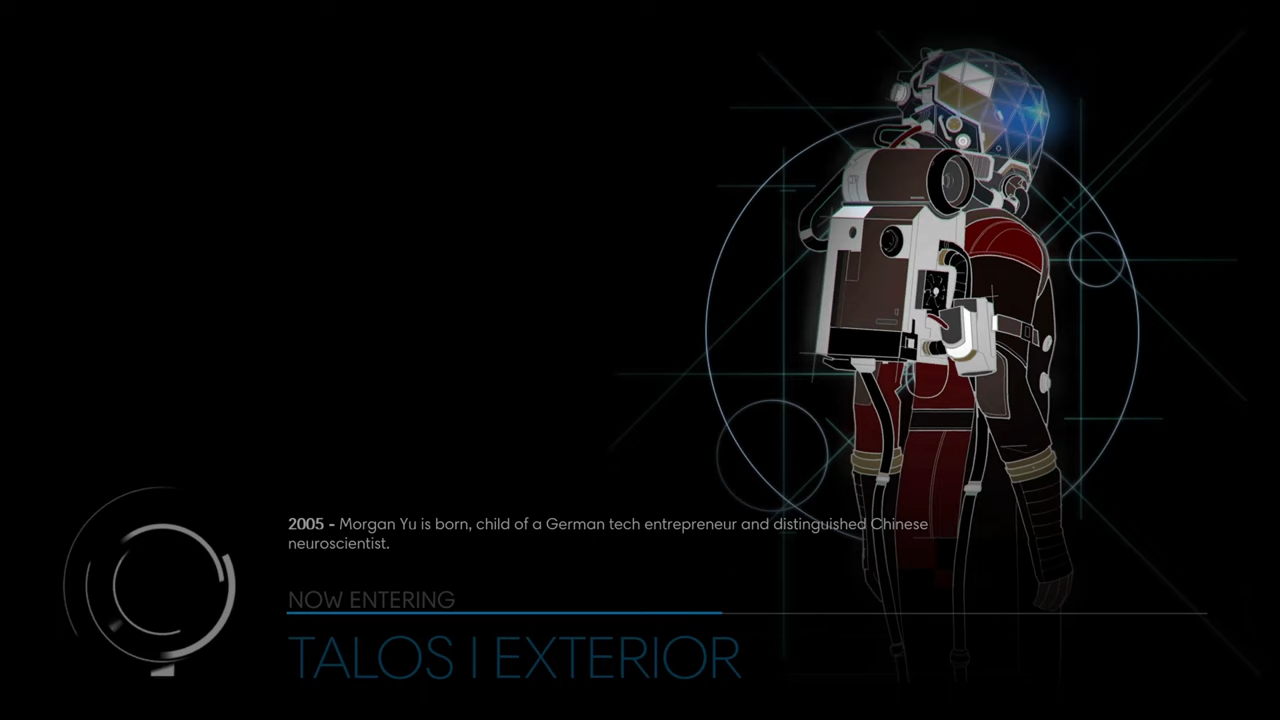 2005 - Morgan Yu is born, child of a German tech entrepreneur and distinguished Chinese
neuroscientist.
NOW ENTERING
TALOS I EXTERIOR